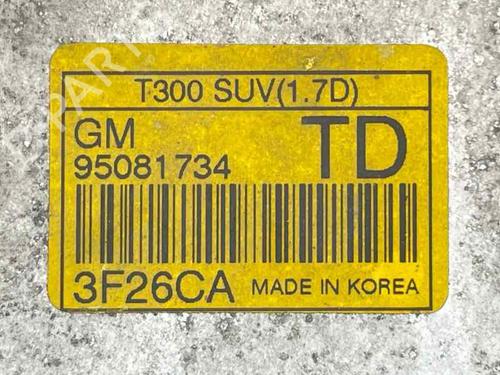 T300 SUV(1.7D)
GM
TD
95081734
3F26CA MADE IN KOREA